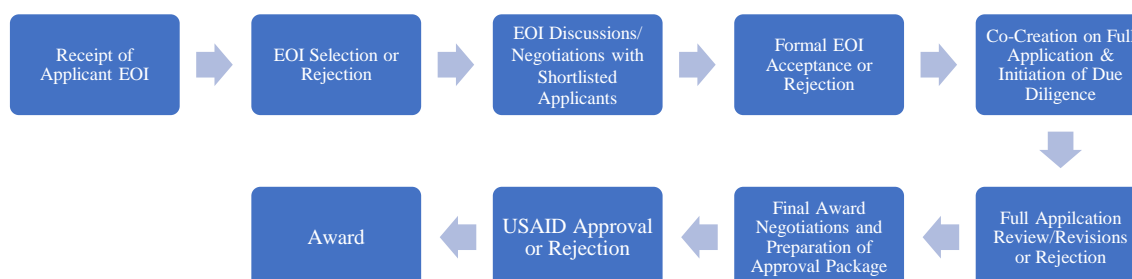 Receipt of
Applicant EOI
EOI Selection or
Rejection
EOI Discussions/
Negotiations with
Shortlisted
Applicants
Formal EOI
Acceptance or
Rejection
Co-Creation on Full
Application &
Initiation of Due
Diligence
Award
USAID Approval
or Rejection
Final Award
Negotiations and
Preparation of
Approval Package
Full Appilcation
Review/Revisions
or Rejection